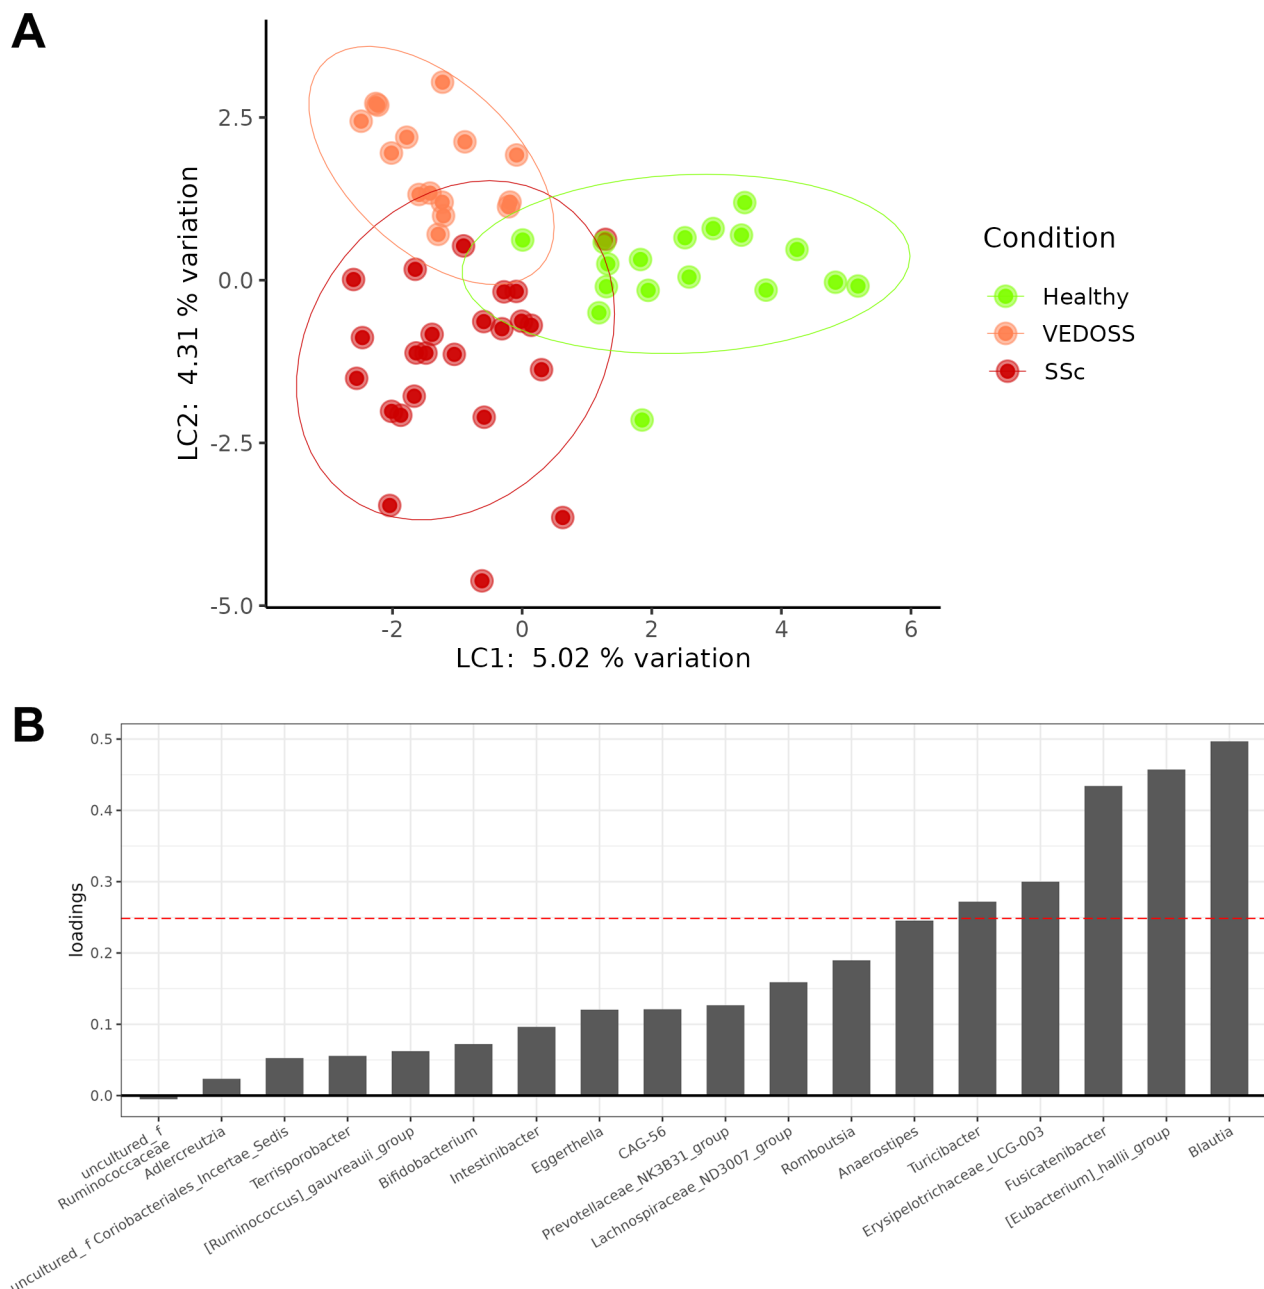 A
2.5
0.0
-2.5
-5.0
LC2: 4.31 % variation
-2
0
2
4
6
LC1: 5.02 % variation
Condition
Healthy
VEDOSS
SSc
B
0.5
0.4
0.3
0.2
0.1
0.0
loadings
uncultured_f
Ruminococcaceae
Adlercreutzia
uncultured_f Coriobacteriales_Incertae_Sedis
Terrisporobacter
[Ruminococcus]_gauvreauii_group
Bifidobacterium
Intestinibacter
Eggerthella
CAG-56
Prevotellaceae_NK3B31_group
Lachnospiraceae_ND3007_group
Romboutsia
Anaerostipes
Turicibacter
Erysipelotrichaceae_UCG-003
Fusicatenibacter
[Eubacterium]_hallii_group
Blautia